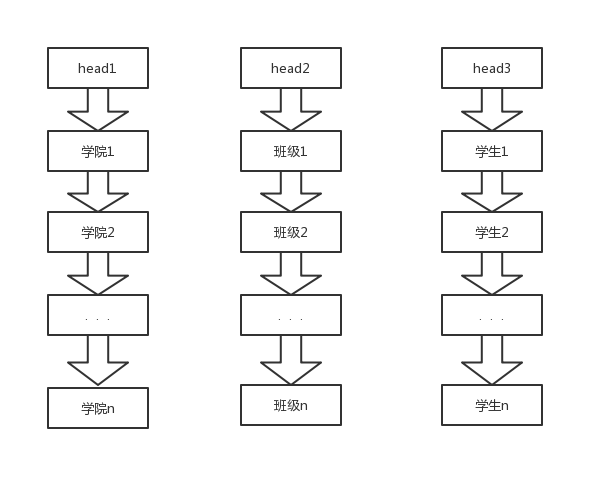 head1
head2
head3
学院1
班级1
学生1
学院2
班级2
学生2
. . .
. . .
. . .
学院n
班级n
学生n